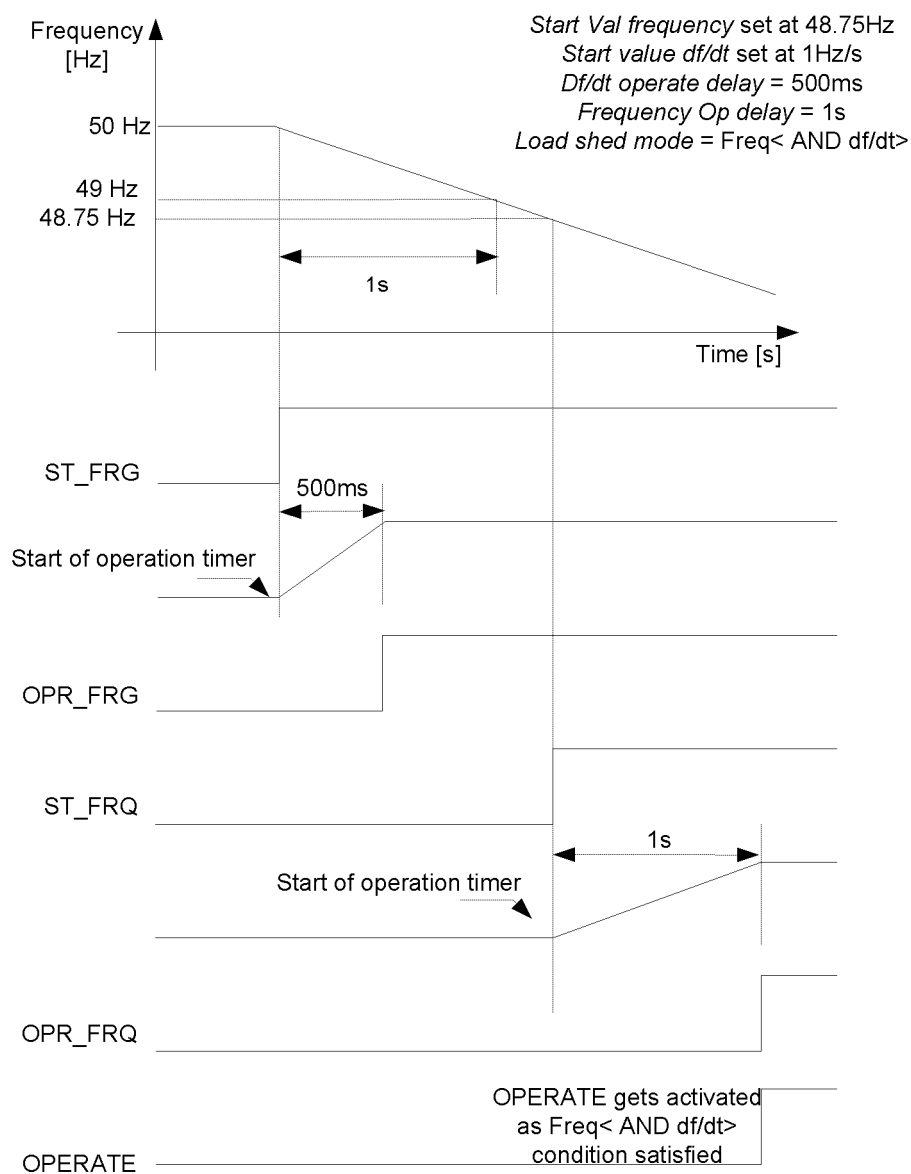 Start Val frequency set at 48.75Hz
Start value df/dt set at 1Hz/s
Df/dt operate delay = 500ms
Frequency Op delay = 1s
Load shed mode = Freq< AND df/dt>
Frequency
[Hz]
50 Hz
49 Hz
48.75 Hz
1s
Time [s]
ST_FRG
500ms
Start of operation timer
OPR_FRG
ST_FRQ
1s
Start of operation timer
OPR_FRQ
OPERATE gets activated
as Freq< AND df/dt>
condition satisfied
OPERATE